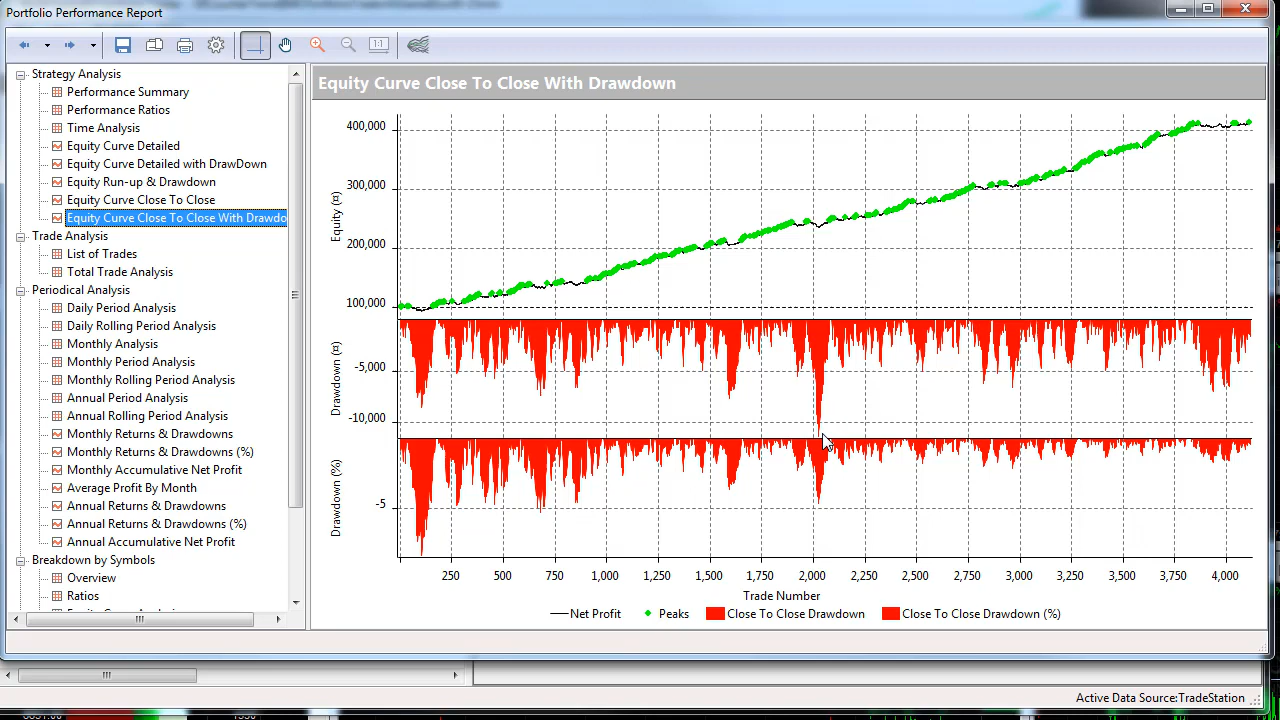 Portfolio Performance Report
1:1
Strategy Analysis
Performance Summary
Performance Ratios
Time Analysis
Equity Curve Detailed
Equity Curve Detailed with DrawDown
Equity Run-up & Drawdown
Equity Curve Close To Close
Equity Curve Close To Close With Drawdo
Trade Analysis
List of Trades
Total Trade Analysis
Periodical Analysis
Daily Period Analysis
Daily Rolling Period Analysis
Monthly Analysis
Monthly Period Analysis
Monthly Rolling Period Analysis
Annual Period Analysis
Annual Rolling Period Analysis
Monthly Returns & Drawdowns
Monthly Returns & Drawdowns (%)
Monthly Accumulative Net Profit
Average Profit By Month
Annual Returns & Drawdowns
Annual Returns & Drawdowns (%)
Annual Accumulative Net Profit
Breakdown by Symbols
Overview
Ratios
Equity Curve Close To Close With Drawdown
400,000
300,000
200,000
100,000
Equity (¤)
-5,000
-10,000
Drawdown (¤)
-5
Drawdown (%)
250 500 750 1,000 1,250 1,500 1,750 2,000 2,250 2,500 2,750 3,000 3,250 3,500 3,750 4,000
Trade Number
Net Profit Peaks Close To Close Drawdown Close To Close Drawdown (%)
Active Data Source:TradeStation